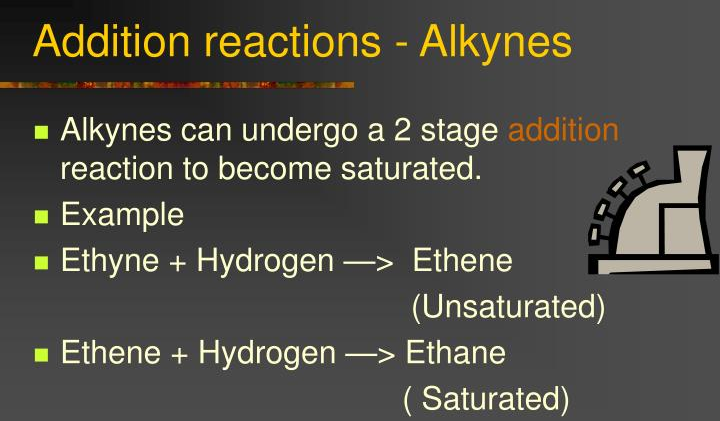 Addition reactions - Alkynes
Alkynes can undergo a 2 stage addition
reaction to become saturated.
Example
Ethyne + Hydrogen —> Ethene
(Unsaturated)
Ethene + Hydrogen —> Ethane
( Saturated)